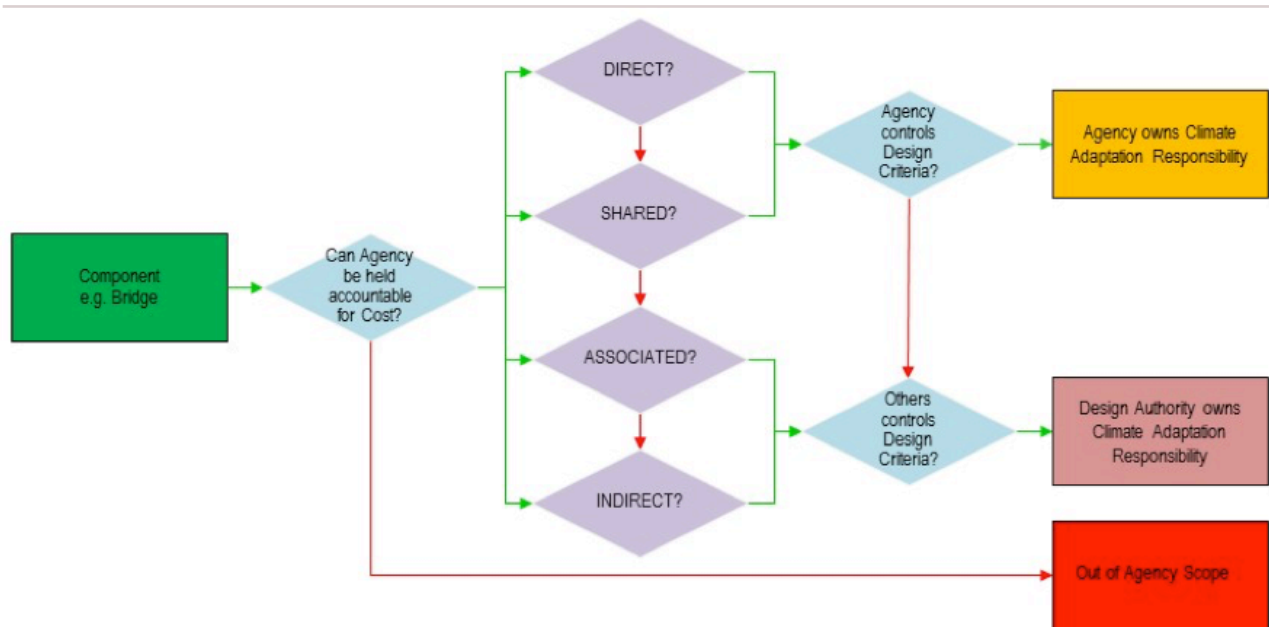 DIRECT?
Agency
controls
Design
Criteria?
Agency owns Climate
Adaptation Responsibility
SHARED?
Component
e.g. Bridge
Can Agency
be held
accountable
for Cost?
ASSOCIATED?
Others
controls
Design
Criteria?
Design Authority owns
Climate Adaptation
Responsibility
INDIRECT?
Out of Agency Scope